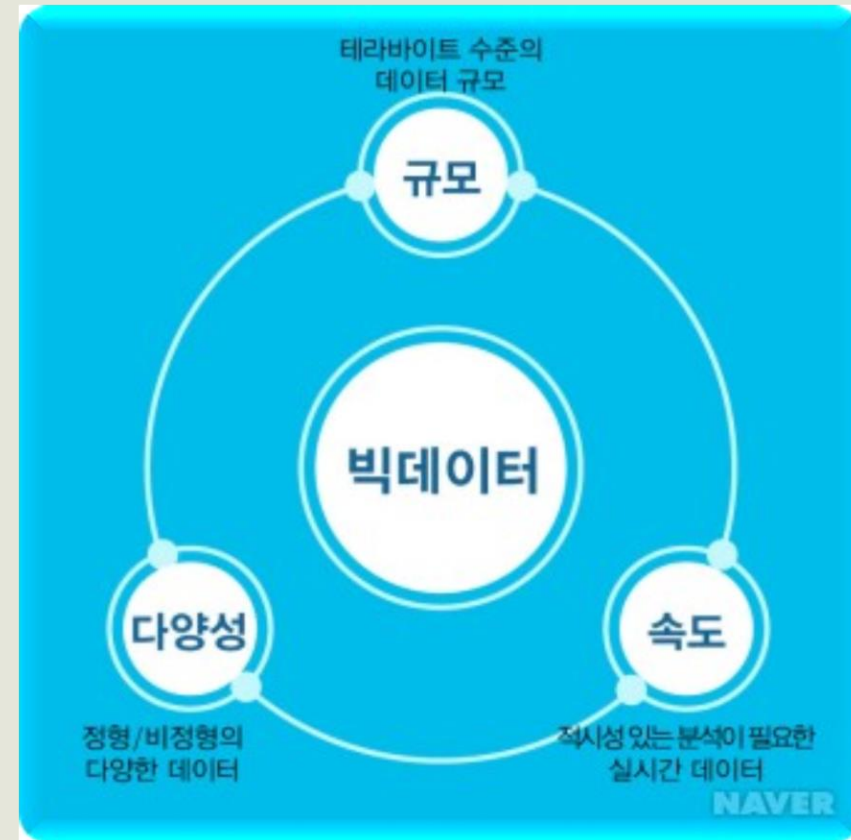 테라바이트 수준의
데이터 규모
규모
빅데이터
다양성
속도
정형/비정형의
다양한 데이터
적시성 있는 분석이 필요한
실시간 데이터
NAVER